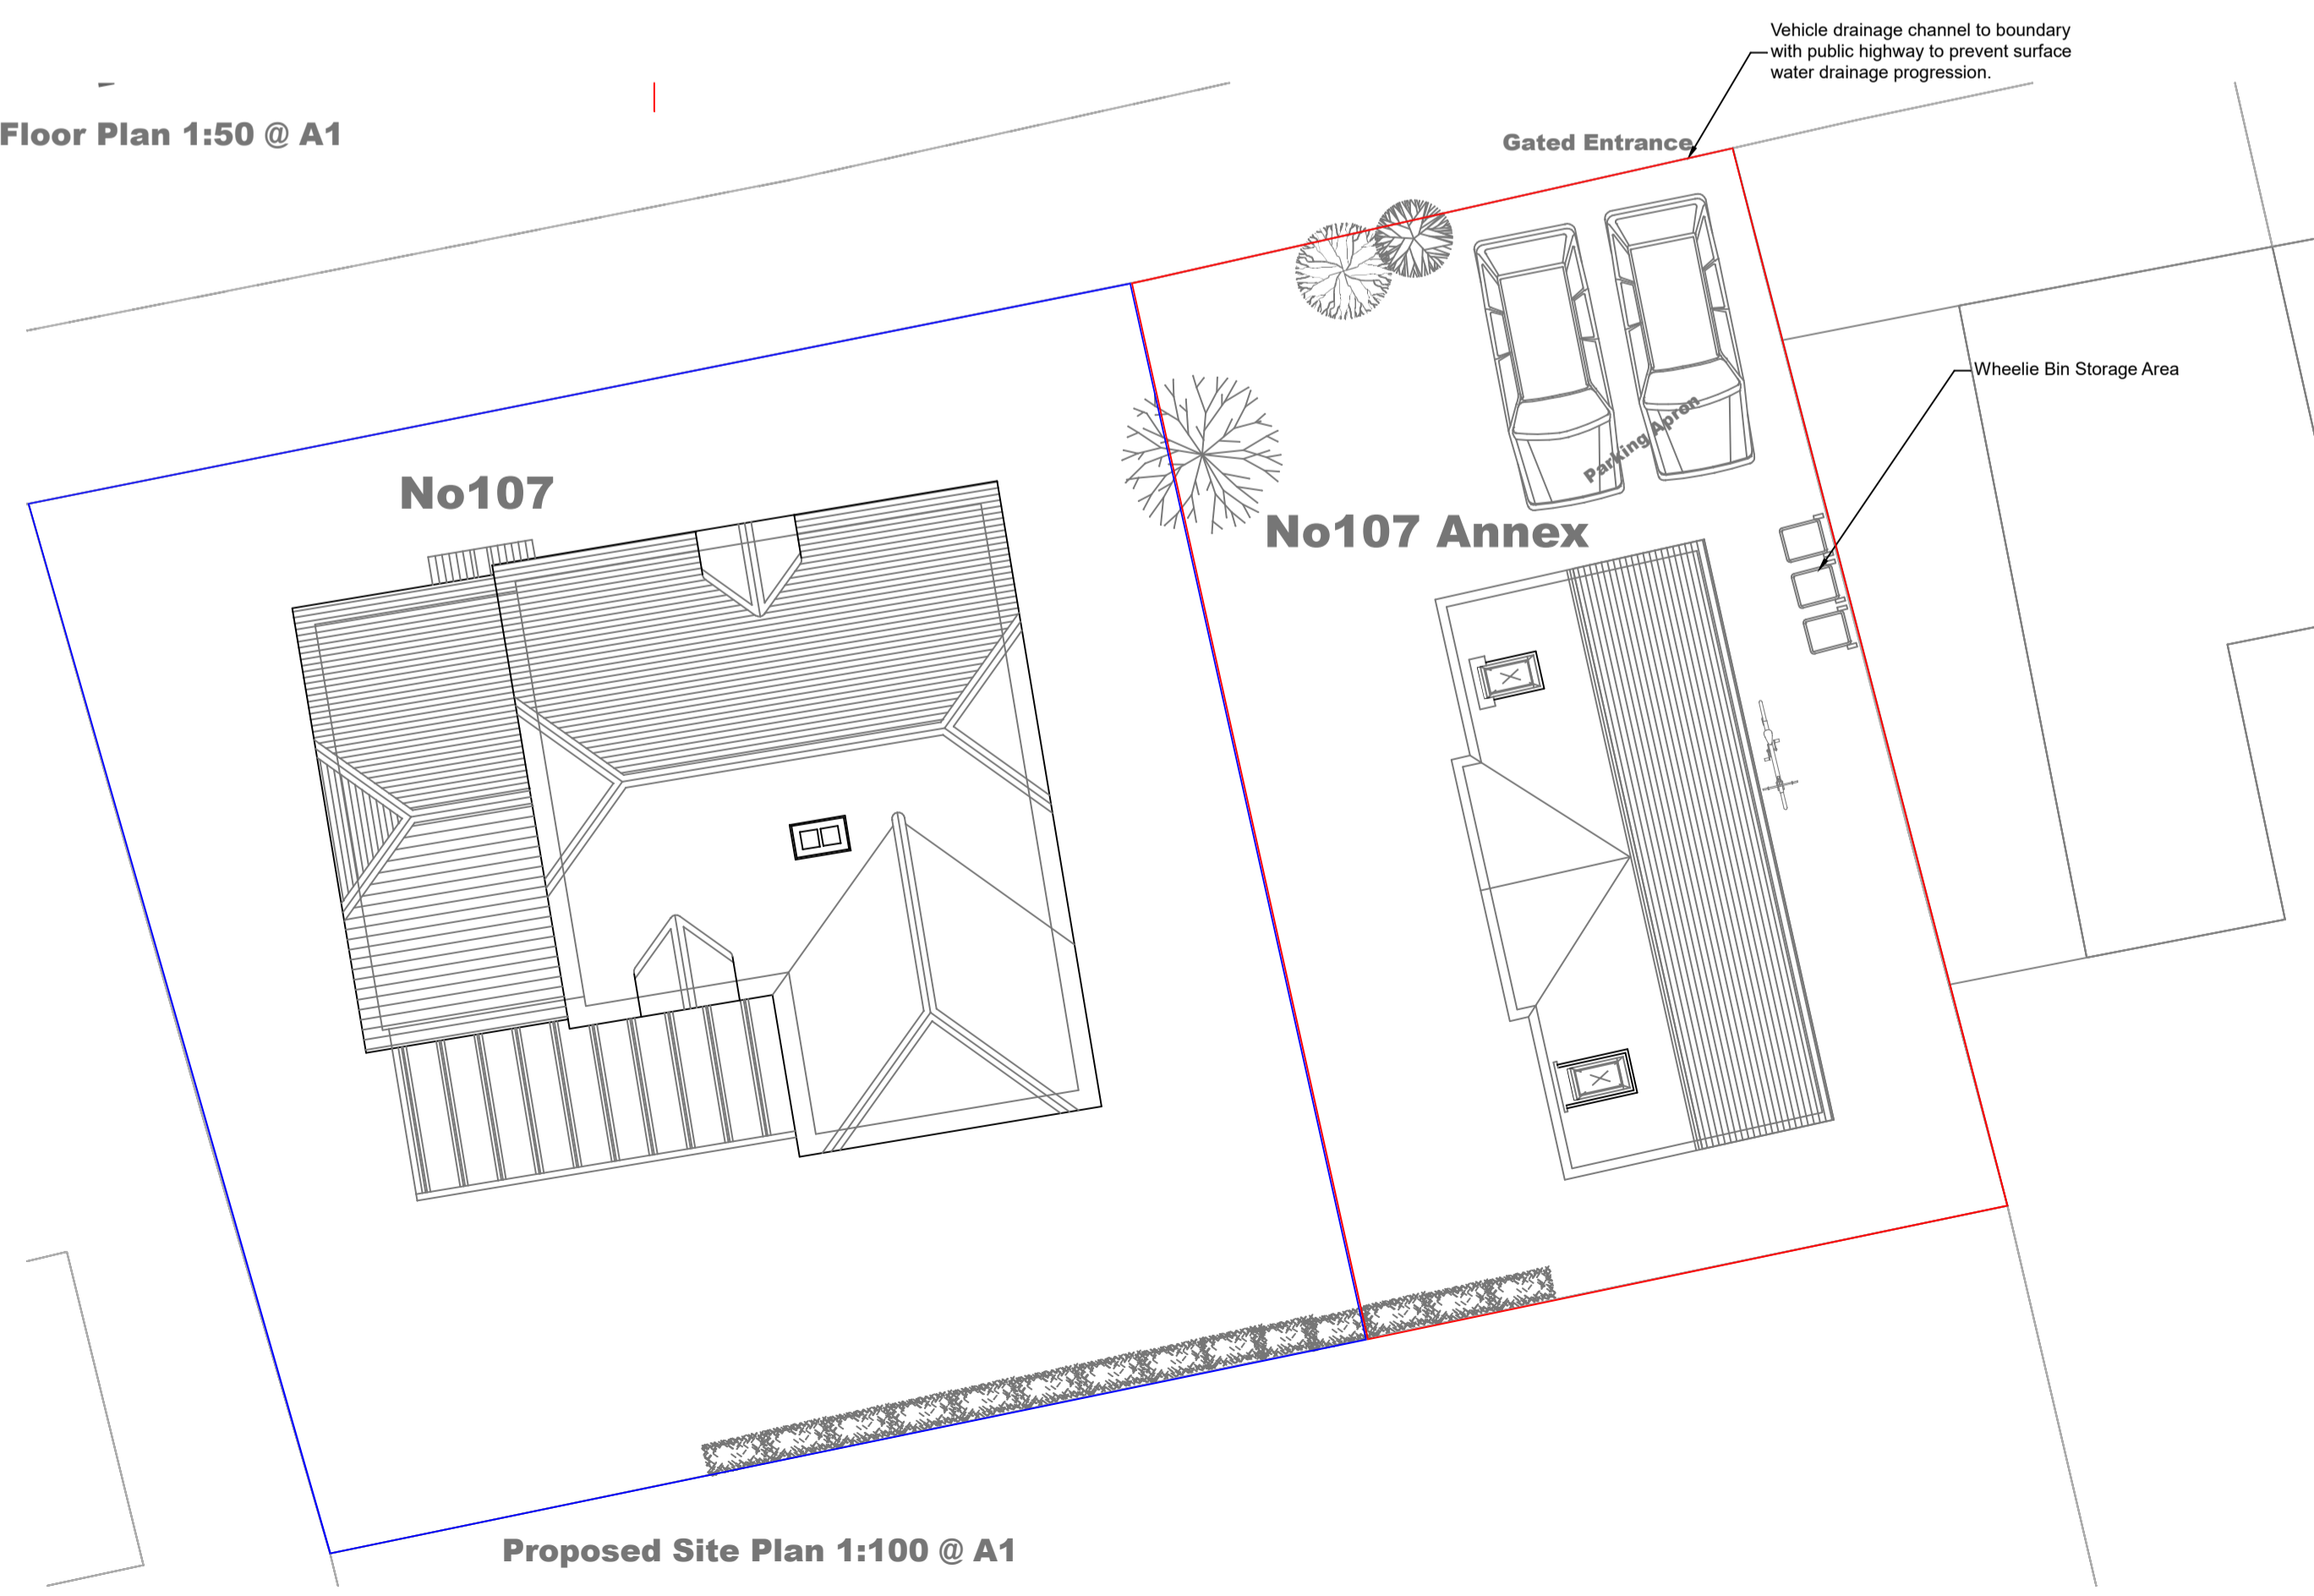 Vehicle drainage channel to boundary
with public highway to prevent surface
water drainage progression.
Floor Plan 1:50 @ A1
Gated Entrance
Wheelie Bin Storage Area
Parking Apron
No107
No107 Annex
Proposed Site Plan 1:100 @ A1